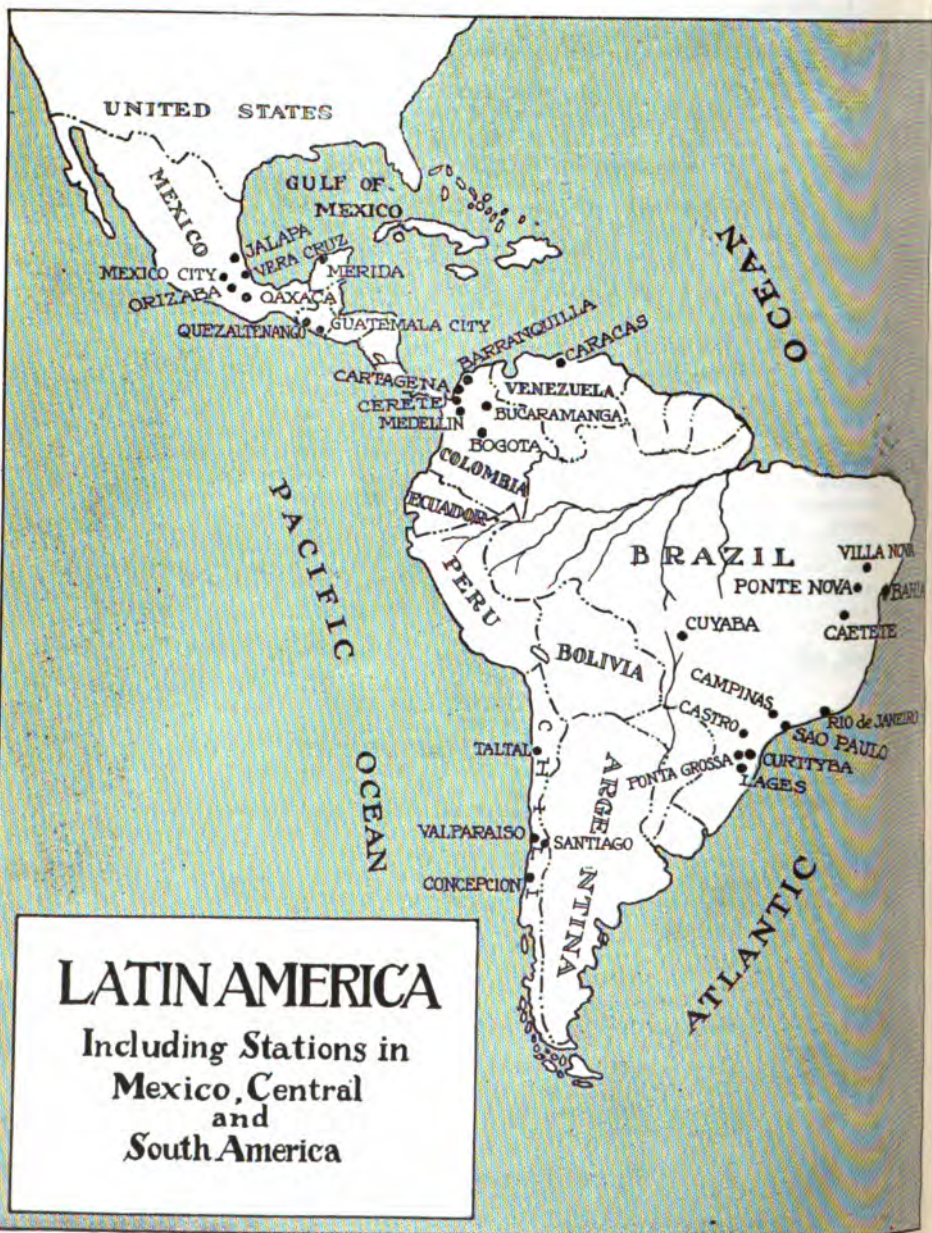 UNITED STATES
MEXICO
GULF OF
MEXICO
JALAPA
VERA CRUZ
MERIDA
MEXICO CITY
ORIZABA
OAXACA
QUEZALTENANGO
GUATEMALA CITY
BARRANQUILLA
CARACAS
CARTAGENA
VENEZUELA
CERETE
BUCARAMANGA
MEDELLIN
BOGOTA
COLOMBIA
ECUADOR
PERU
BRAZIL
VILLA NOVA
PONTE NOVA
BAHIA
CAETETE
CUYABA
BOLIVIA
CAMPINAS
CASTRO
RIO de JANEIRO
SAO PAULO
CURITYBA
PONTA GROSSA
LAGES
TALTAL
CHILE
ARGENTINA
VALPARAISO
SANTIAGO
CONCEPCION
PACIFIC
OCEAN
ATLANTIC
OCEAN
LATIN AMERICA
Including Stations in
Mexico, Central
and
South America